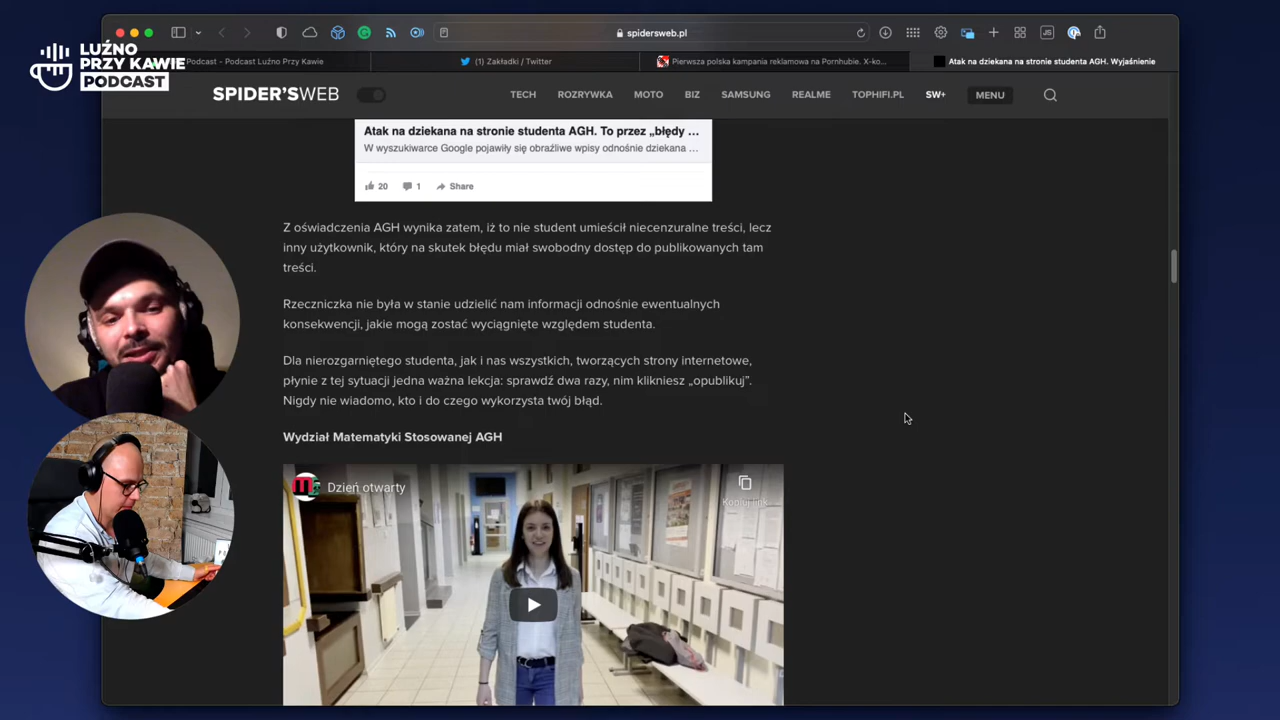 LUŹNO
PRZY KAWIE
PODCAST
spidersweb.pl
Podcast - Podcast Luźno Przy Kawie
(1) Zakładki / Twitter
Pierwsza polska kampania reklamowa na Pornhubie. X-ko...
Atak na dziekana na stronie studenta AGH. Wyjaśnienie
SPIDER'SWEB
TECH ROZRYWKA MOTO BIZ SAMSUNG REALME TOPHIFI.PL SW+ MENU
Atak na dziekana na stronie studenta AGH. To przez „błędy ...
W wyszukiwarce Google pojawiły się obraźliwe wpisy odnośnie dziekana ...
20 1 Share
Z oświadczenia AGH wynika zatem, iż to nie student umieścił niecenzuralne treści, lecz
inny użytkownik, który na skutek błędu miał swobodny dostęp do publikowanych tam
treści.
Rzeczniczka nie była w stanie udzielić nam informacji odnośnie ewentualnych
konsekwencji, jakie mogą zostać wyciągnięte względem studenta.
Dla nierozgarniętego studenta, jak i nas wszystkich, tworzących strony internetowe,
płynie z tej sytuacji jedna ważna lekcja: sprawdź dwa razy, nim klikniesz „opublikuj”.
Nigdy nie wiadomo, kto i do czego wykorzysta twój błąd.
Wydział Matematyki Stosowanej AGH
Dzień otwarty
Kopiuj link